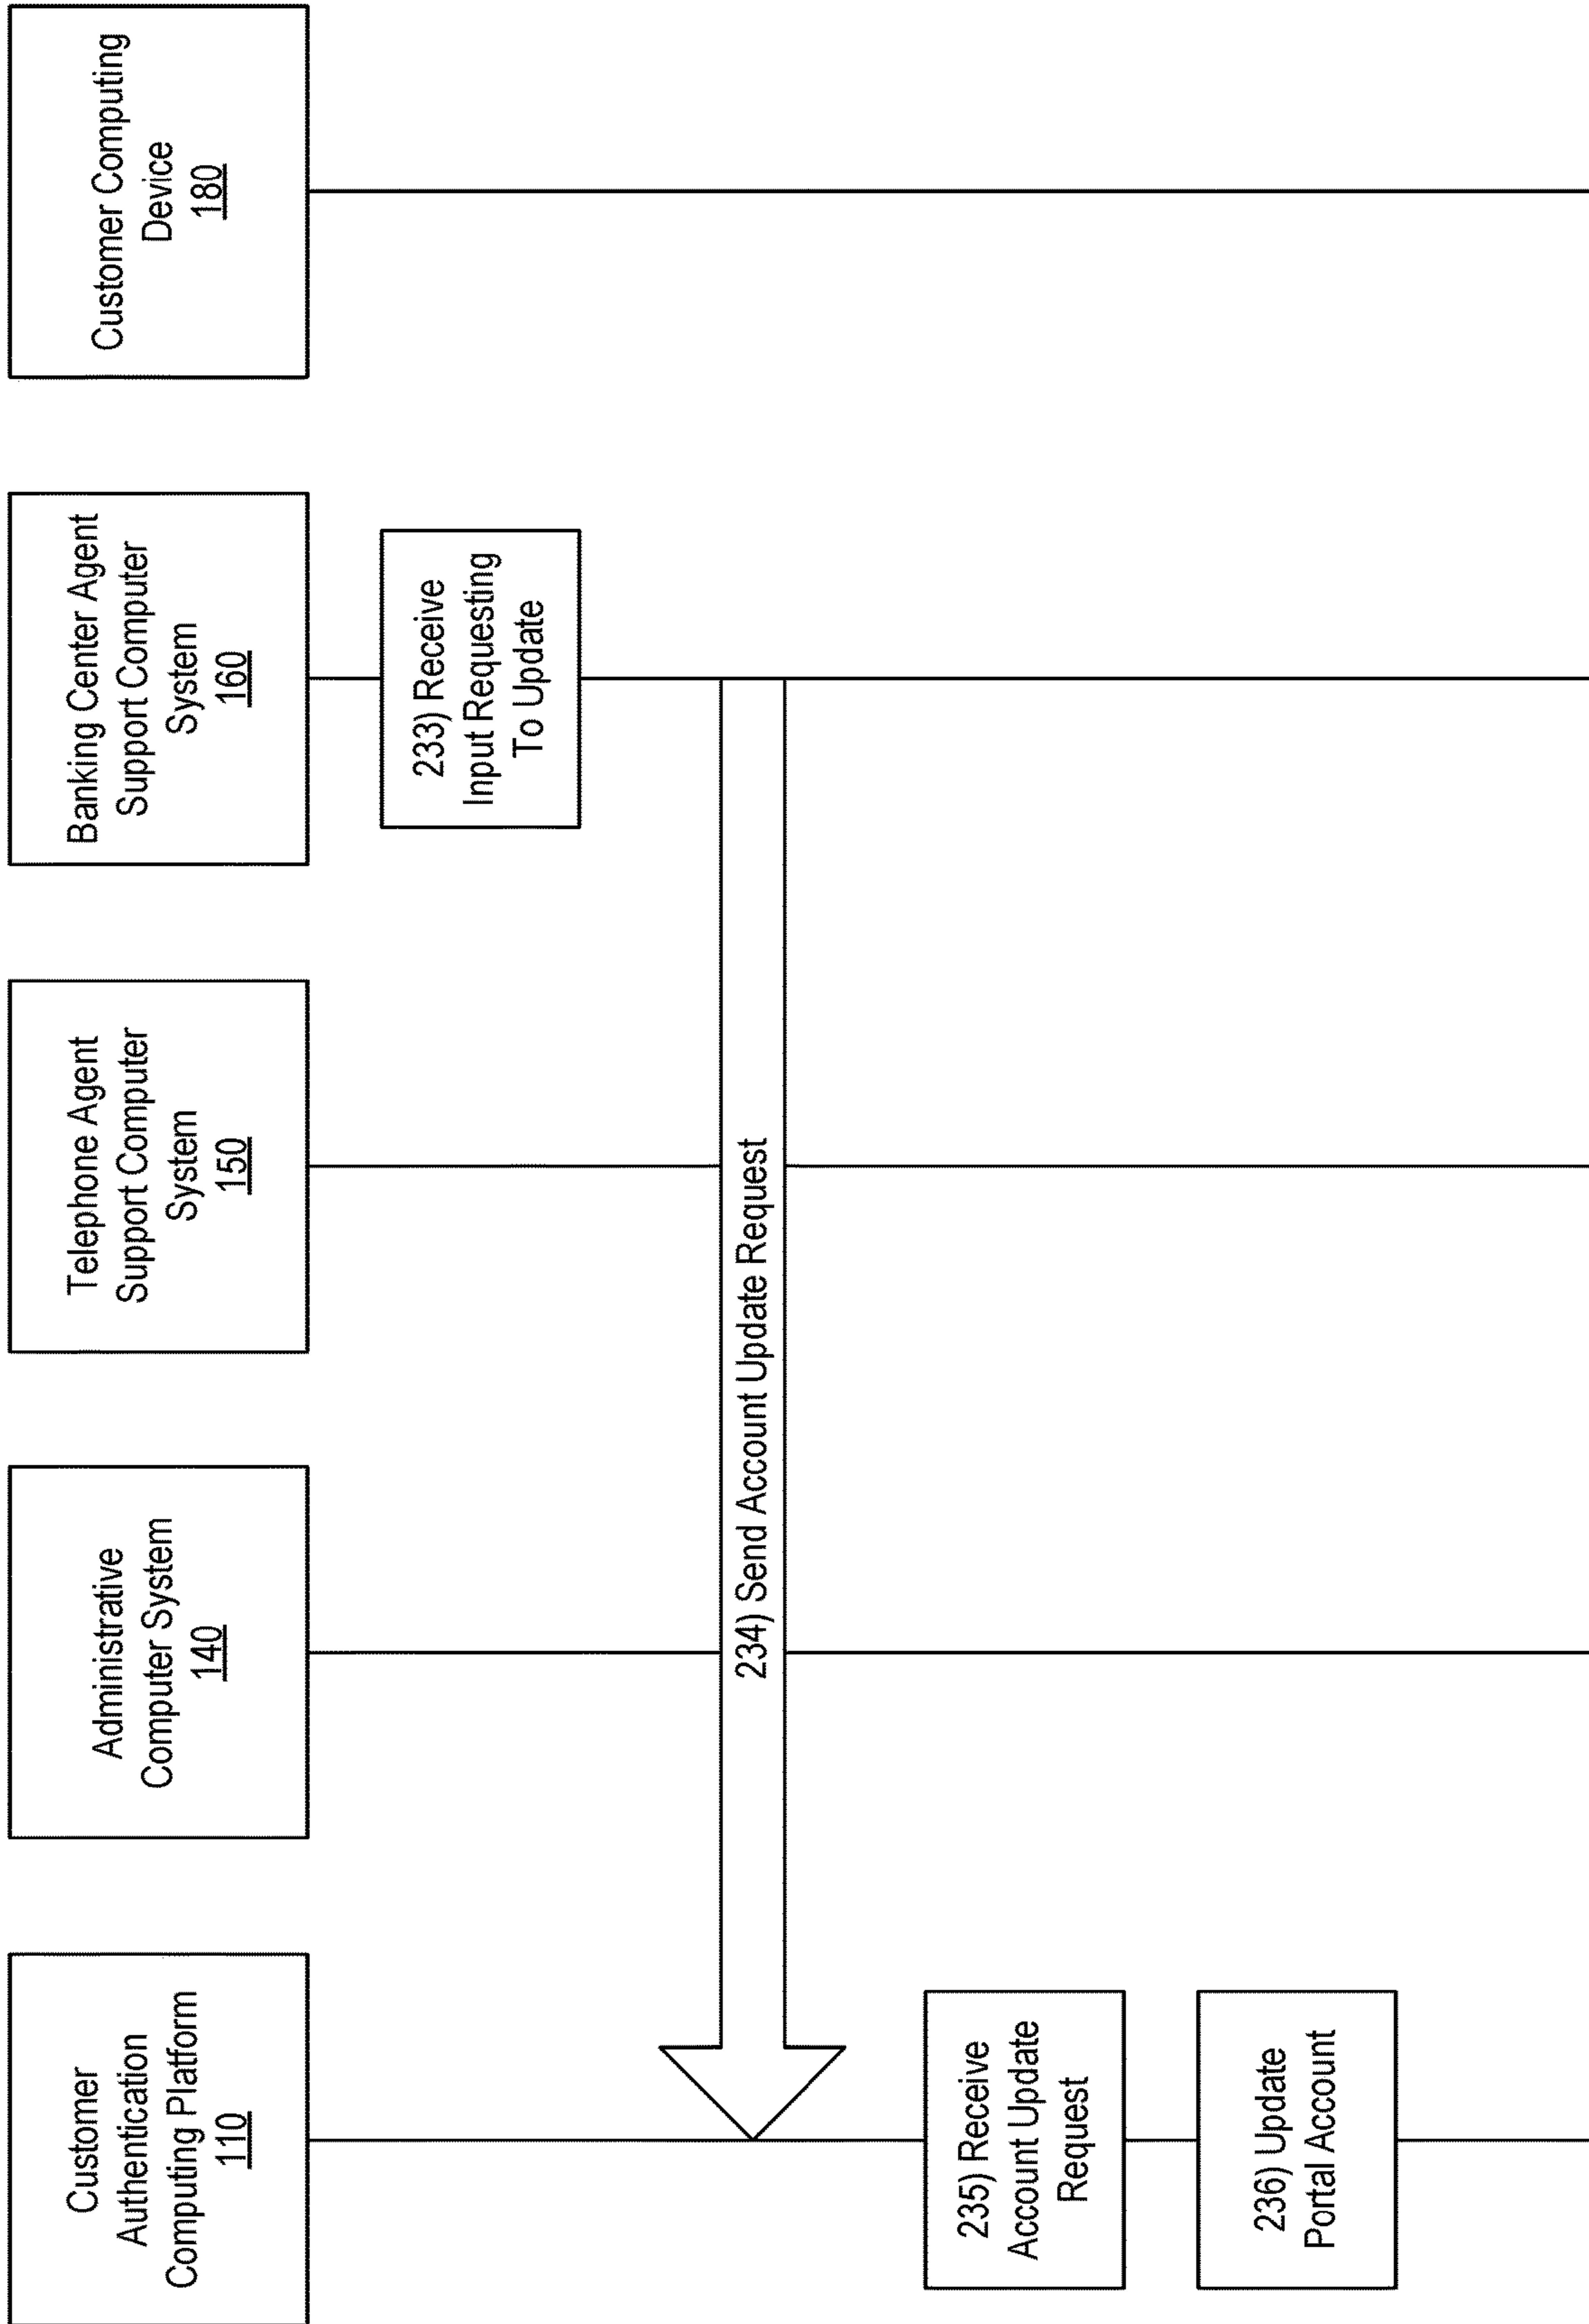 Customer
Authentication
Computing Platform
110
Administrative
Computer System
140
Telephone Agent
Support Computer
System
150
Banking Center Agent
Support Computer
System
160
Customer Computing
Device
180
233) Receive
Input Requesting
To Update
234) Send Account Update Request
235) Receive
Account Update
Request
236) Update
Portal Account